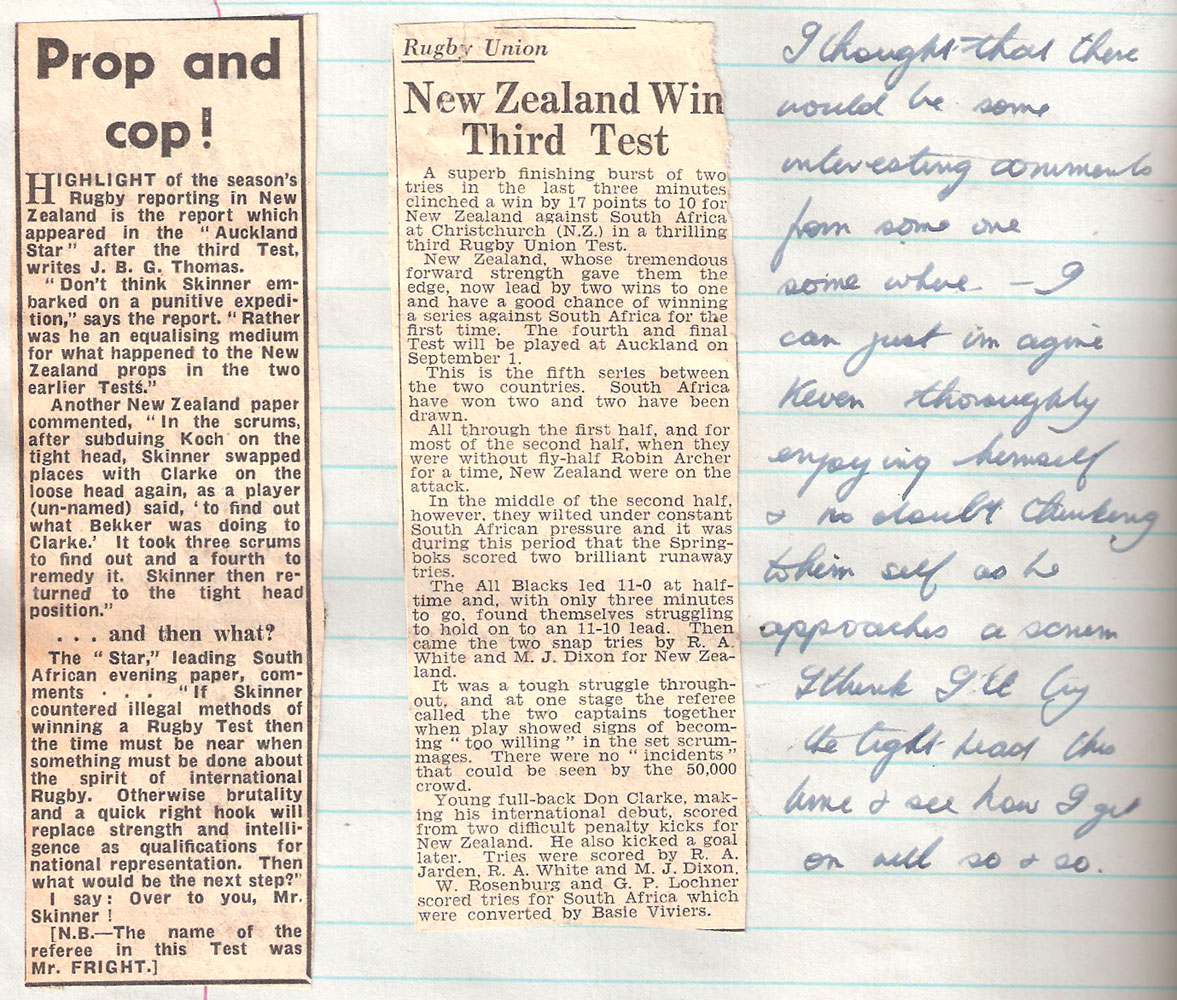 Prop and
cop!
HIGHLIGHT of the season's
Rugby reporting in New
Zealand is the report which
appeared in the "Auckland
Star" after the third Test,
writes J. B. G. Thomas.
"Don't think Skinner em-
barked on a punitive expedi-
tion," says the report. "Rather
was he an equalising medium
for what happened to the New
Zealand props in the two
earlier Tests."
Another New Zealand paper
commented, "In the scrums,
after subduing Koch on the
tight head, Skinner swapped
places with Clarke on the
loose head again, as a player
(un-named) said, 'to find out
what Bekker was doing to
Clarke.' It took three scrums
to find out and a fourth to
remedy it. Skinner then re-
turned to the tight head
position."
. . . and then what?
The "Star," leading South
African evening paper, com-
ments . . . "If Skinner
countered illegal methods of
winning a Rugby Test then
the time must be near when
something must be done about
the spirit of international
Rugby. Otherwise brutality
and a quick right hook will
replace strength and intelli-
gence as qualifications for
national representation. Then
what would be the next step?"
I say: Over to you, Mr.
Skinner!
[N.B.—The name of the
referee in this Test was
Mr. FRIGHT.]
Rugby Union
New Zealand Win
Third Test
A superb finishing burst of two
tries in the last three minutes
clinched a win by 17 points to 10 for
New Zealand against South Africa
at Christchurch (N.Z.) in a thrilling
third Rugby Union Test.
New Zealand, whose tremendous
forward strength gave them the
edge, now lead by two wins to one
and have a good chance of winning
a series against South Africa for the
first time. The fourth and final
Test will be played at Auckland on
September 1.
This is the fifth series between
the two countries. South Africa
have won two and two have been
drawn.
All through the first half, and for
most of the second half, when they
were without fly-half Robin Archer
for a time, New Zealand were on the
attack.
In the middle of the second half,
however, they wilted under constant
South African pressure and it was
during this period that the Spring-
boks scored two brilliant runaway
tries.
The All Blacks led 11-0 at half-
time and, with only three minutes
to go, found themselves struggling
to hold on to an 11-10 lead. Then
came the two snap tries by R. A.
White and M. J. Dixon for New Zea-
land.
It was a tough struggle through-
out, and at one stage the referee
called the two captains together
when play showed signs of becom-
ing "too willing" in the set scrum-
mages. There were no "incidents"
that could be seen by the 50,000
crowd.
Young full-back Don Clarke, mak-
ing his international debut, scored
from two difficult penalty kicks for
New Zealand. He also kicked a goal
later. Tries were scored by R. A.
Jarden, R. A. White and M. J. Dixon.
W. Rosenburg and G. P. Lochner
scored tries for South Africa which
were converted by Basie Viviers.
I thought that there
would be some
interesting comments
from some one
some where - I
can just imagine
Keven thoroughly
enjoying himself
& no doubt thinking
to him self as he
approaches a scrum
I think I'll try
the tight head this
time & see how I get
on with so & so.